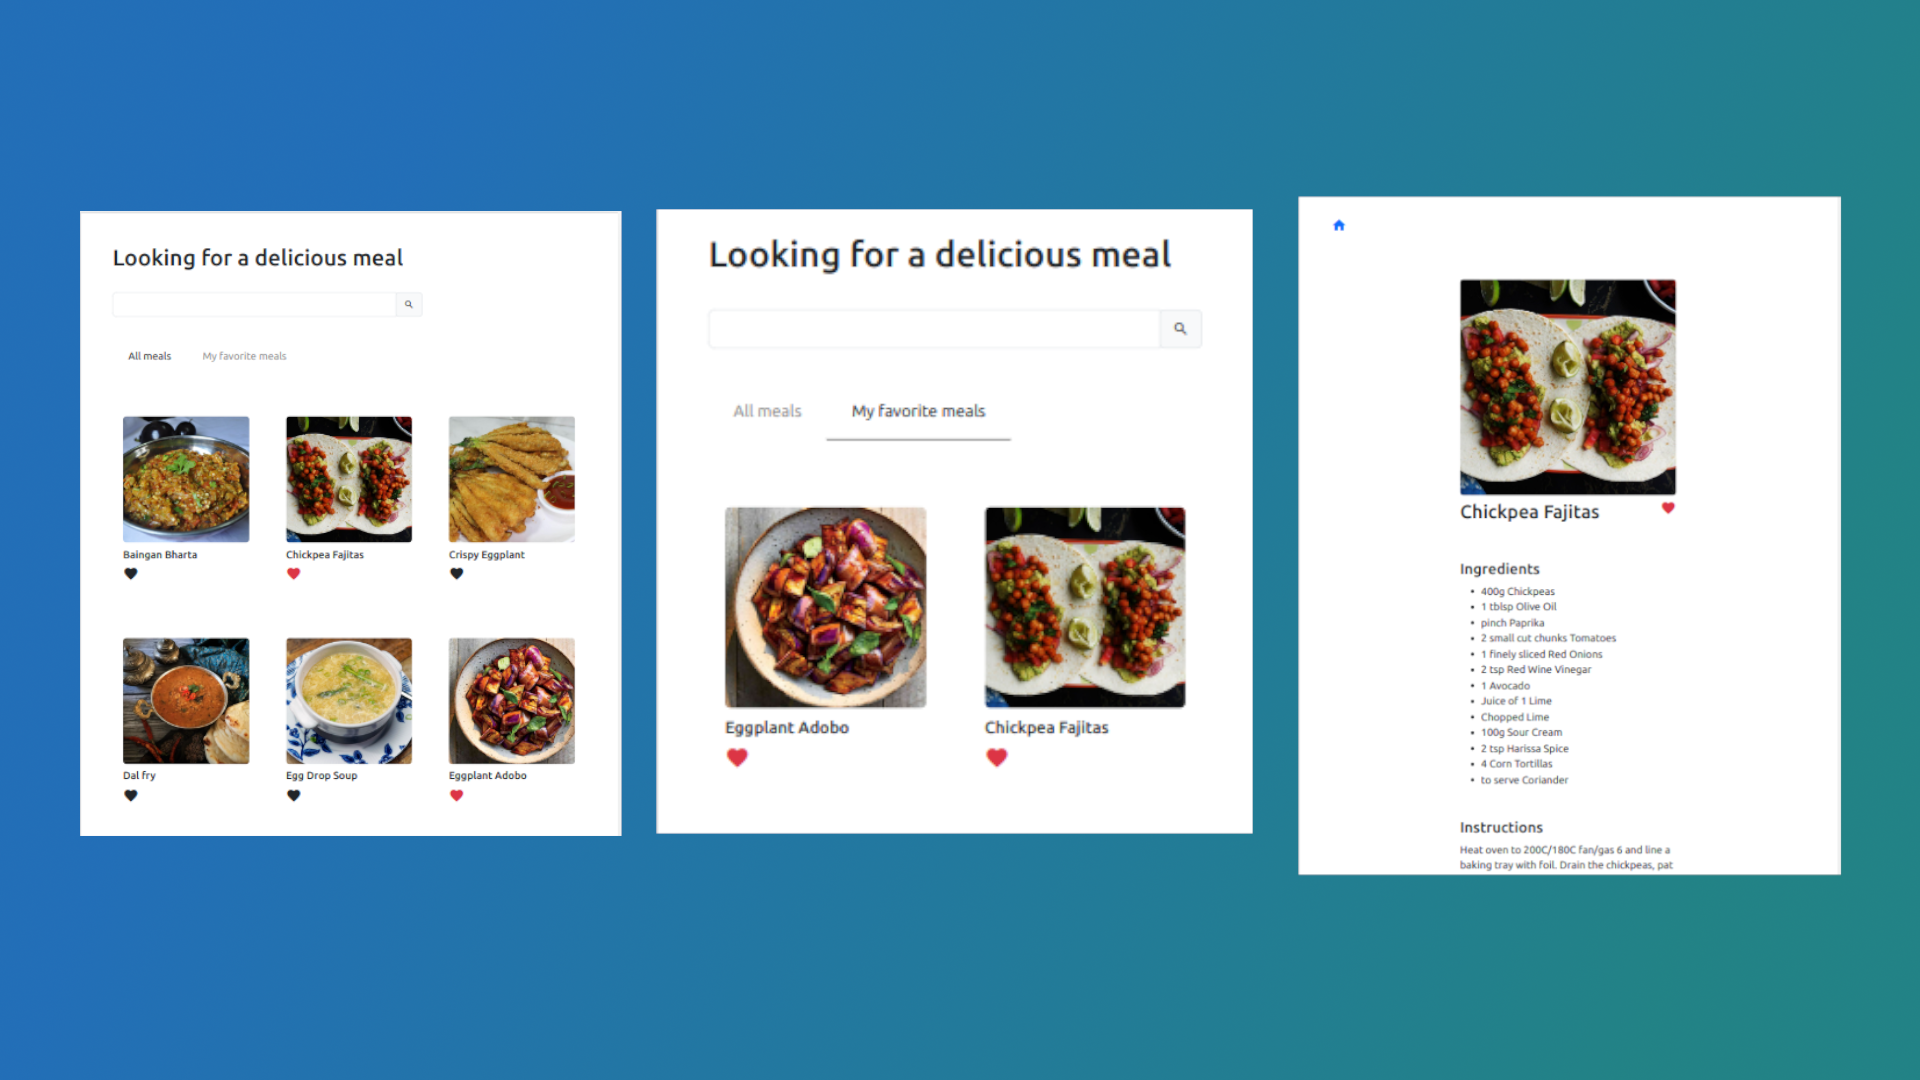 Looking for a delicious meal
All meals
My favorite meals
Baingan Bharta
Chickpea Fajitas
Crispy Eggplant
Dal fry
Egg Drop Soup
Eggplant Adobo
Looking for a delicious meal
All meals
My favorite meals
Eggplant Adobo
Chickpea Fajitas
Chickpea Fajitas
Ingredients
• 400g Chickpeas
• 1 tblsp Olive Oil
• pinch Paprika
• 2 small cut chunks Tomatoes
• 1 finely sliced Red Onions
• 2 tsp Red Wine Vinegar
• 1 Avocado
• Juice of 1 Lime
• Chopped Lime
• 100g Sour Cream
• 2 tsp Harissa Spice
• 4 Corn Tortillas
• to serve Coriander
Instructions
Heat oven to 200C/180C fan/gas 6 and line a
baking tray with foil. Drain the chickpeas, pat